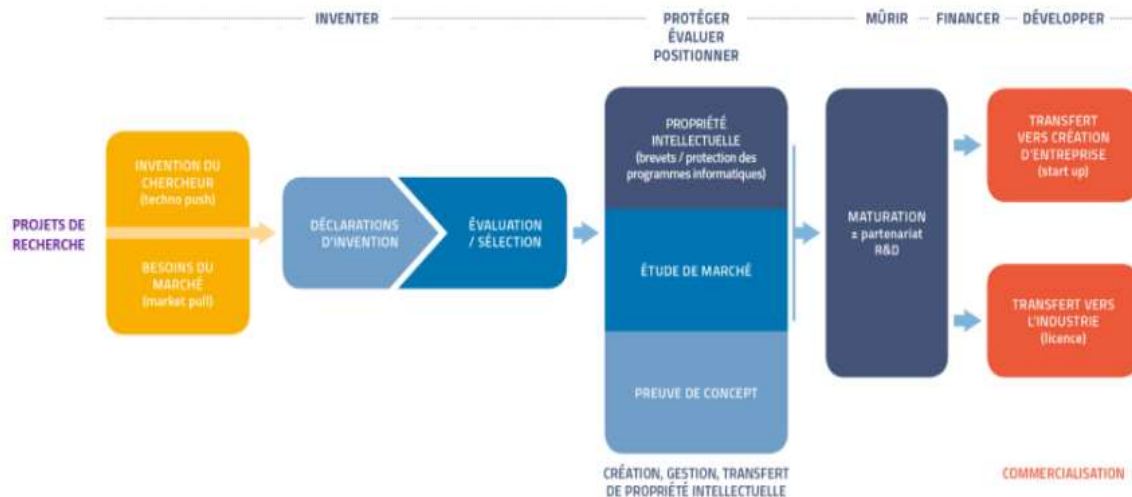 INVENTER
PROTÉGER
ÉVALUER
POSITIONNER
MÛRIR
FINANCER
DÉVELOPPER
PROJETS DE
RECHERCHE
INVENTION DU
CHERCHEUR
(techno push)
BESOINS DU
MARCHÉ
(market pull)
DÉCLARATIONS
D'INVENTION
ÉVALUATION
/ SÉLECTION
PROPRIÉTÉ
INTELLECTUELLE
(brevets / protection des
programmes informatiques)
ÉTUDE DE MARCHÉ
PREUVE DE CONCEPT
CRÉATION, GESTION, TRANSFERT
DE PROPRIÉTÉ INTELLECTUELLE
MATURATION
± partenariat
R&D
TRANSFERT
VERS CRÉATION
D'ENTREPRISE
(start up)
TRANSFERT VERS
L'INDUSTRIE
(licence)
COMMERCIALISATION